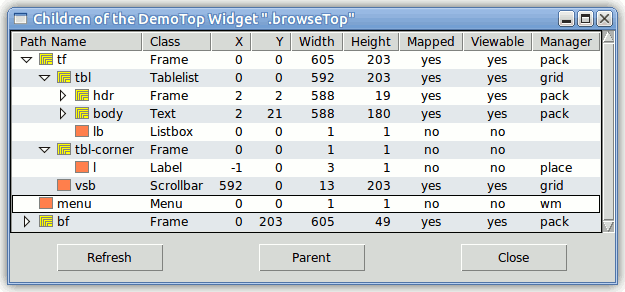 Children of the DemoTop Widget ".browseTop"
Path Name Class X Y Width Height Mapped Viewable Manager
tf Frame 0 0 605 203 yes yes pack
tbl Tablelist 0 0 592 203 yes yes grid
hdr Frame 2 2 588 19 yes yes place
body Text 2 21 588 180 yes yes place
lb Listbox 0 0 1 1 no no
tbl-corner Frame 0 0 1 1 no no
l Label -1 0 3 1 no no place
vsb Scrollbar 592 0 13 203 yes yes grid
menu Menu 0 0 1 1 no no wm
bf Frame 0 203 605 49 yes yes pack
Refresh Parent Close